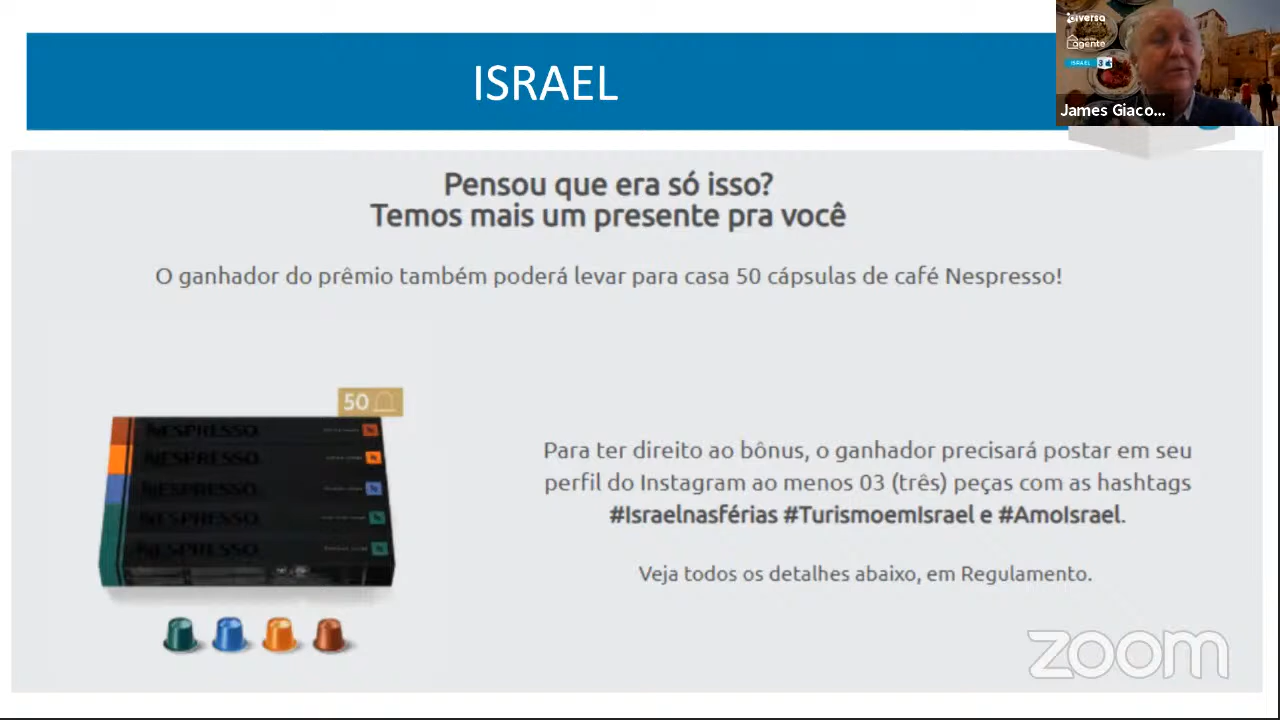 ISRAEL
diversa
agente
ISRAEL
James Giaco...
Pensou que era só isso?
Temos mais um presente pra você
O ganhador do prêmio também poderá levar para casa 50 cápsulas de café Nespresso!
50
NESPRESSO
NESPRESSO
NESPRESSO
NESPRESSO
NESPRESSO
Para ter direito ao bônus, o ganhador precisará postar em seu
perfil do Instagram ao menos 03 (três) peças com as hashtags
#Israelnasférias #TurismoemIsrael e #AmoIsrael.
Veja todos os detalhes abaixo, em Regulamento.
zoom